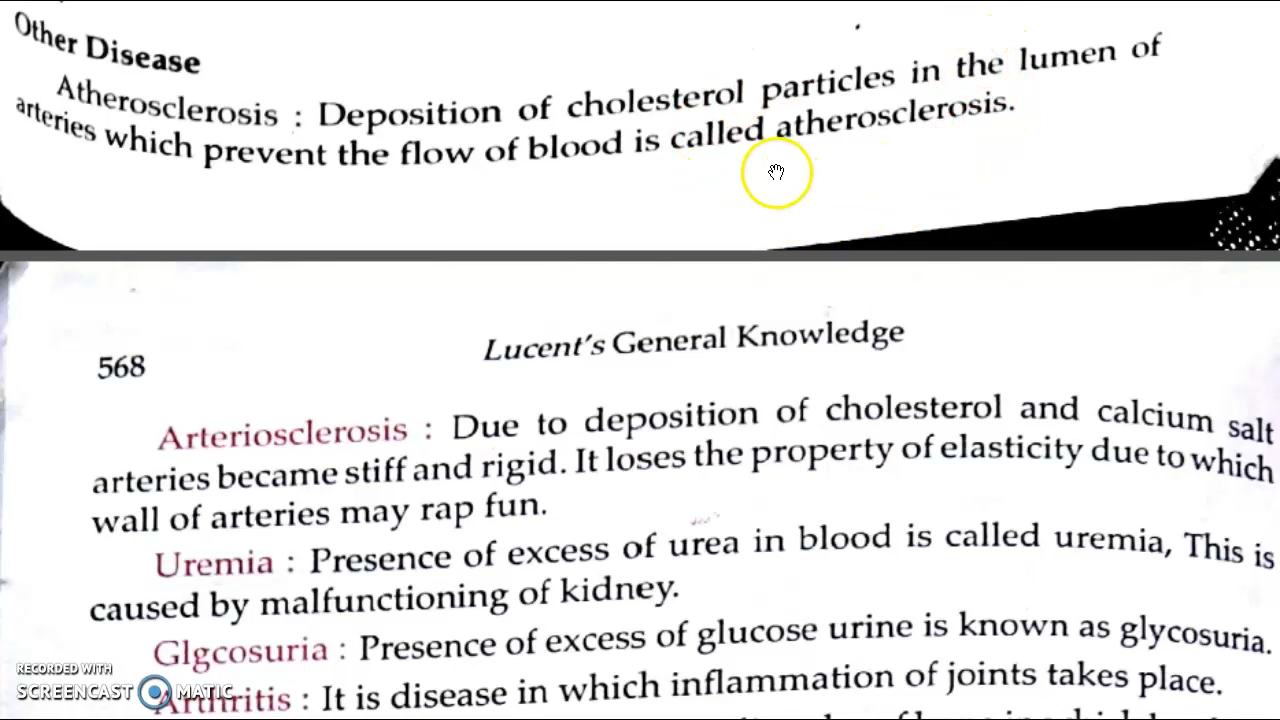 Other Disease
Atherosclerosis : Deposition of cholesterol particles in the lumen of
arteries which prevent the flow of blood is called atherosclerosis.
568
Lucent's General Knowledge
Arteriosclerosis : Due to deposition of cholesterol and calcium salt
arteries became stiff and rigid. It loses the property of elasticity due to which
wall of arteries may rap fun.
Uremia : Presence of excess of urea in blood is called uremia, This is
caused by malfunctioning of kidney.
Glgcosuria : Presence of excess of glucose urine is known as glycosuria.
Arthritis : It is disease in which inflammation of joints takes place.
RECORDED WITH
SCREENCAST MATIC